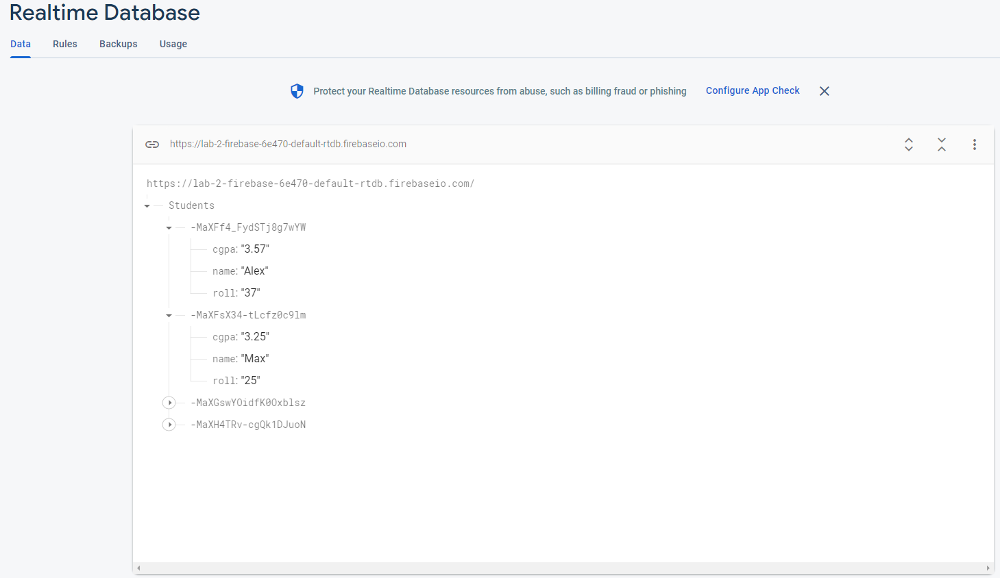 Realtime Database
Data Rules Backups Usage
Protect your Realtime Database resources from abuse, such as billing fraud or phishing Configure App Check
https://lab-2-firebase-6e470-default-rtdb.firebaseio.com
https://lab-2-firebase-6e470-default-rtdb.firebaseio.com/
Students
-MaXFf4_FydSTj8g7wYW
cgpa: "3.57"
name: "Alex"
roll: "37"
-MaXFsX34-tLcfz0c9lm
cgpa: "3.25"
name: "Max"
roll: "25"
-MaXGswYOidfK0Oxblsz
-MaXH4TRv-cgQk1DJuoN